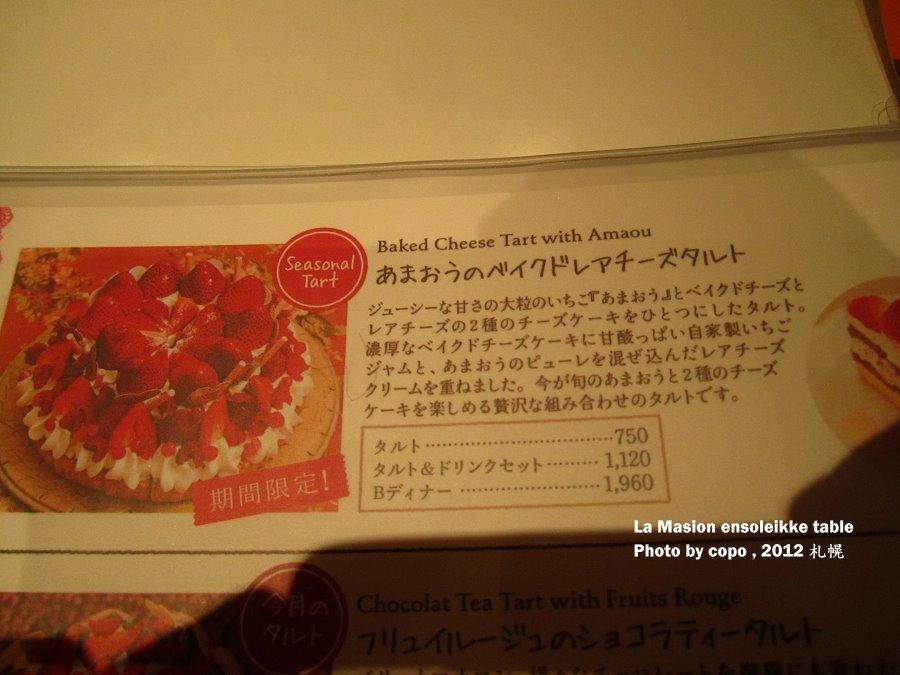 Seasonal
Tart
Baked Cheese Tart with Amaou
あまおうのベイクドレアチーズタルト
ジューシーな甘さの大粒のいちご『あまおう』とベイクドチーズと
レアチーズの2種のチーズケーキをひとつにしたタルト。
濃厚なベイクドチーズケーキに甘酸っぱい自家製いちご
ジャムと、あまおうのピューレを混ぜ込んだレアチーズ
クリームを重ねました。今が旬のあまおうと2種のチーズ
ケーキを楽しめる贅沢な組み合わせのタルトです。
タルト 750
タルト&ドリンクセット 1,120
Bディナー 1,960
期間限定!
La Masion ensoleikke table
Photo by copo , 2012 札幌
今月の
タルト
Chocolat Tea Tart with Fruits Rouge
フリュイルージュのショコラティータルト